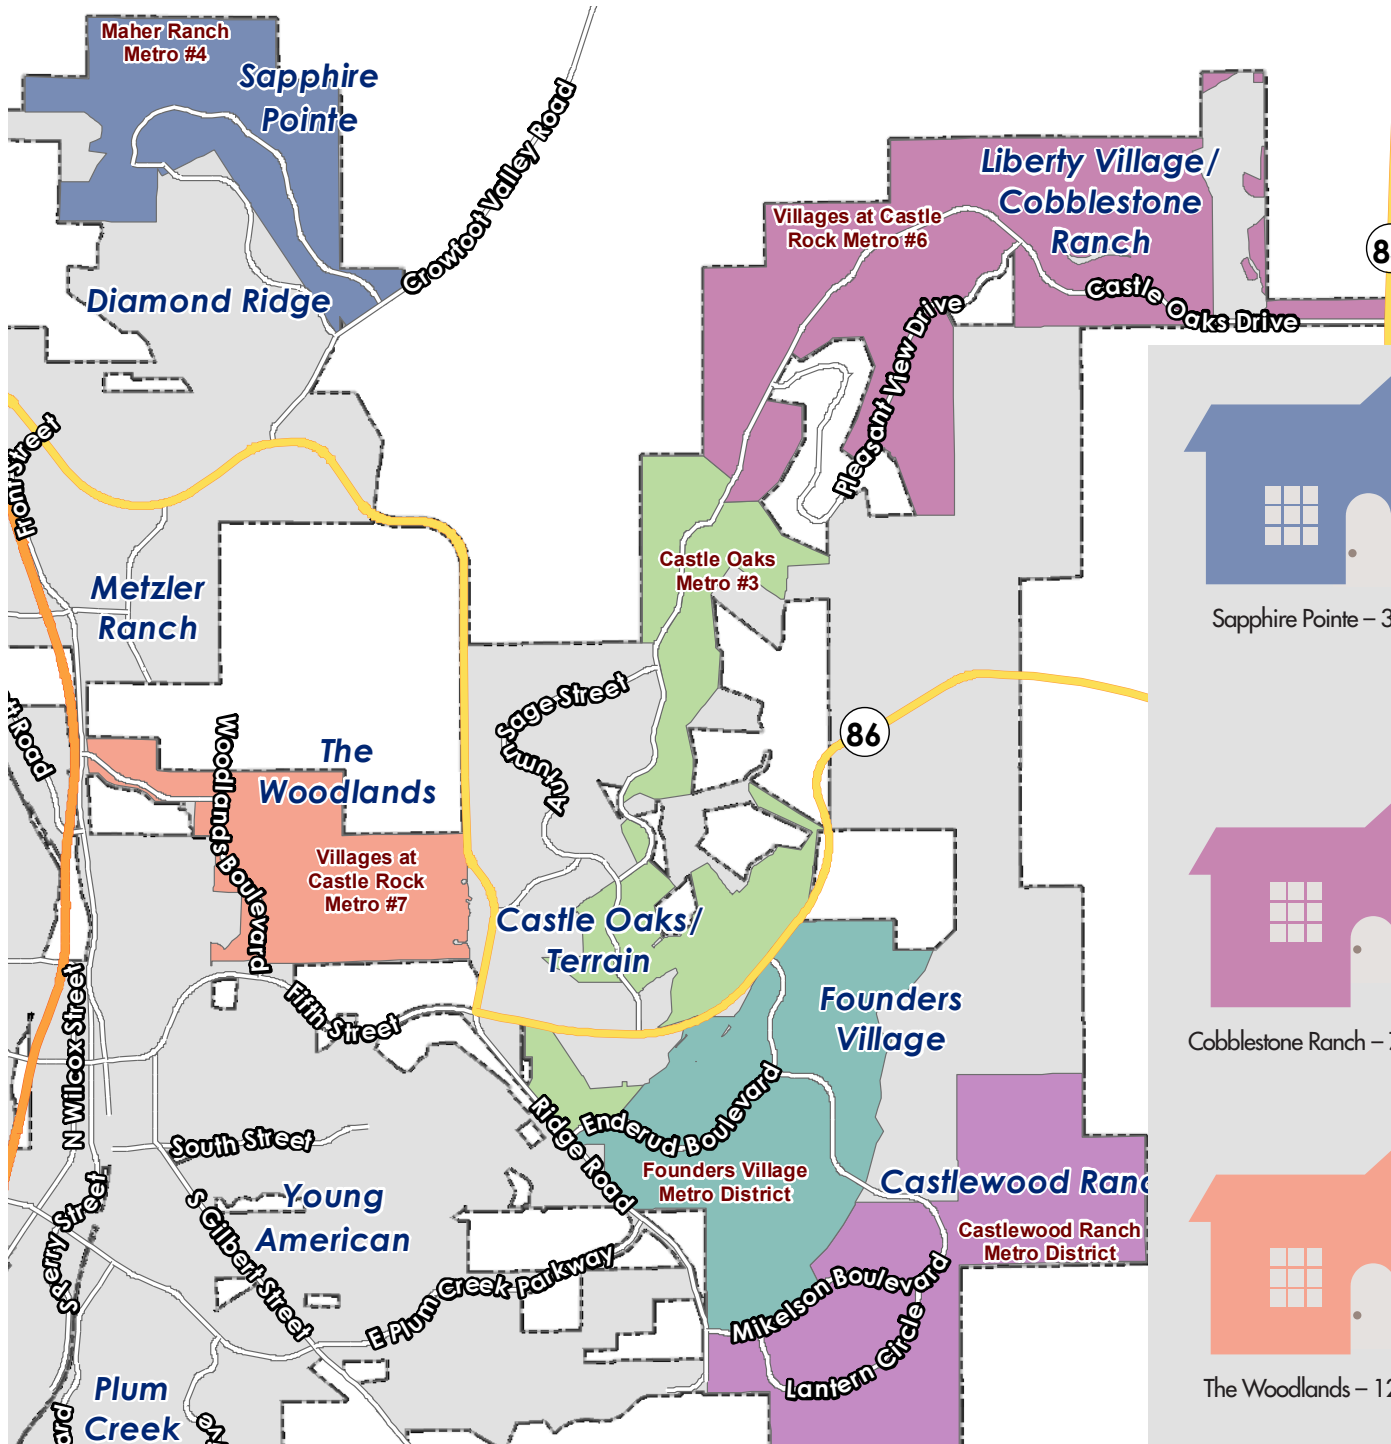 Maher Ranch
Metro #4
Sapphire
Pointe
Crowfoot Valley Road
Diamond Ridge
Liberty Village/
Cobblestone
Ranch
Villages at Castle
Rock Metro #6
Castle Oaks Drive
Pleasant View Drive
8
Front Street
Castle Oaks
Metro #3
Metzler
Ranch
Sapphire Pointe – 3
Sage Street
Autumn
86
Road
Woodlands Boulevard
The
Woodlands
Villages at
Castle Rock
Metro #7
Castle Oaks/
Terrain
Founders
Village
Fifth Street
N Wilcox Street
Cobblestone Ranch –
Enderud Boulevard
Ridge Road
South Street
Founders Village
Metro District
Castlewood Ranc
Castlewood Ranch
Metro District
Young
American
S Gilbert Street
S Perry Street
E Plum Creek Parkway
Mikelson Boulevard
Lantern Circle
Plum
Creek
The Woodlands – 12
ard
ve